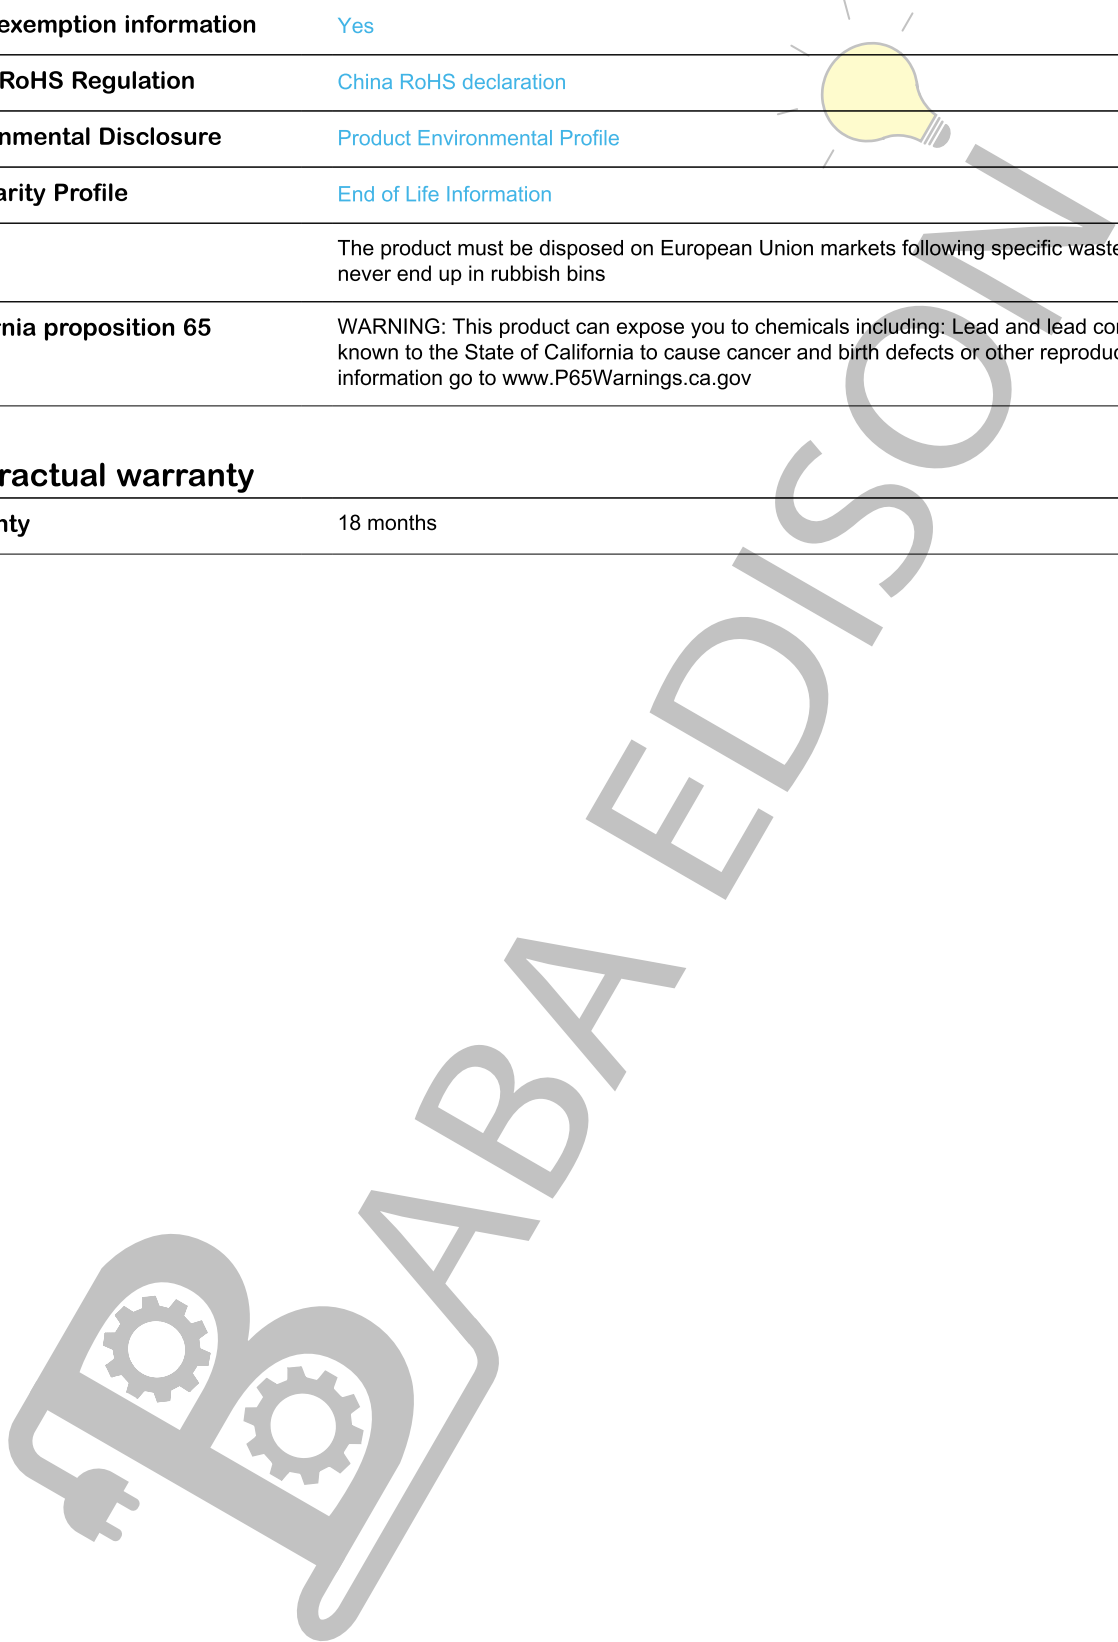 exemption information Yes
RoHS Regulation China RoHS declaration
nmental Disclosure Product Environmental Profile
arity Profile End of Life Information
The product must be disposed on European Union markets following specific waste
never end up in rubbish bins
rnia proposition 65 WARNING: This product can expose you to chemicals including: Lead and lead co
known to the State of California to cause cancer and birth defects or other reprodu
information go to www.P65Warnings.ca.gov
ractual warranty
nty 18 months
BABA EDISON